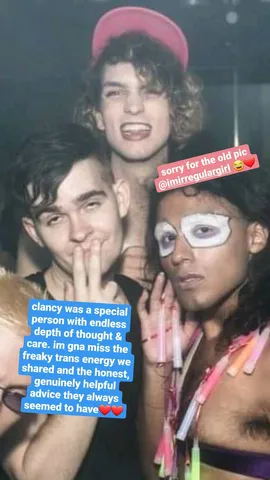 sorry for the old pic
@imirregulargirl 😂❤️
clancy was a special
person with endless
depth of thought &
care. im gna miss the
freaky trans energy we
shared and the honest,
genuinely helpful
advice they always
seemed to have❤️❤️